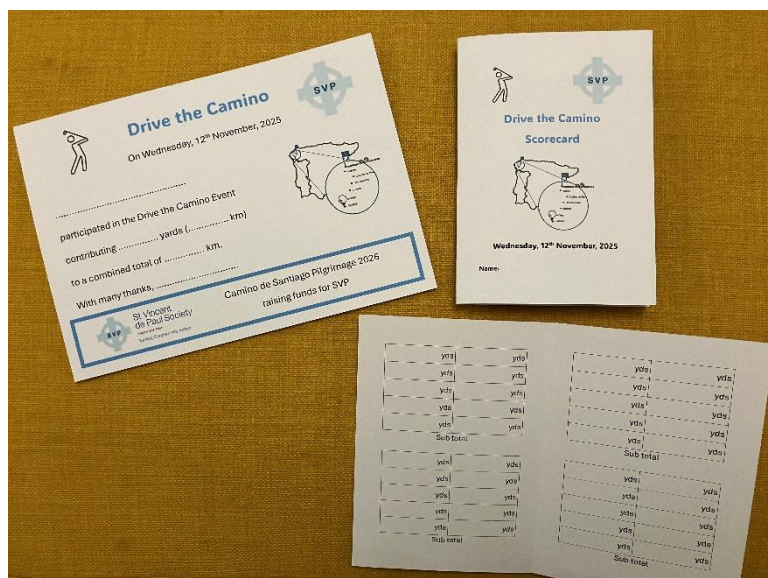 Drive the Camino
SVP
On Wednesday, 12th November, 2025
............................................
participated in the Drive the Camino Event
contributing .............. yards (.............. km)
to a combined total of .............. km.
With many thanks, ............................
SVP
St Vincent
de Paul Society
Camino de Santiago Pilgrimage 2026
raising funds for SVP
SVP
Drive the Camino
Scorecard
Wednesday, 12th November, 2025
Name:
yds yds
yds yds
yds yds
yds yds
yds yds
Sub total
yds yds
yds yds
yds yds
yds yds
yds yds
Sub total
yds yds
yds yds
yds yds
yds yds
yds yds
Sub total
yds yds
yds yds
yds yds
yds yds
yds yds
Sub total